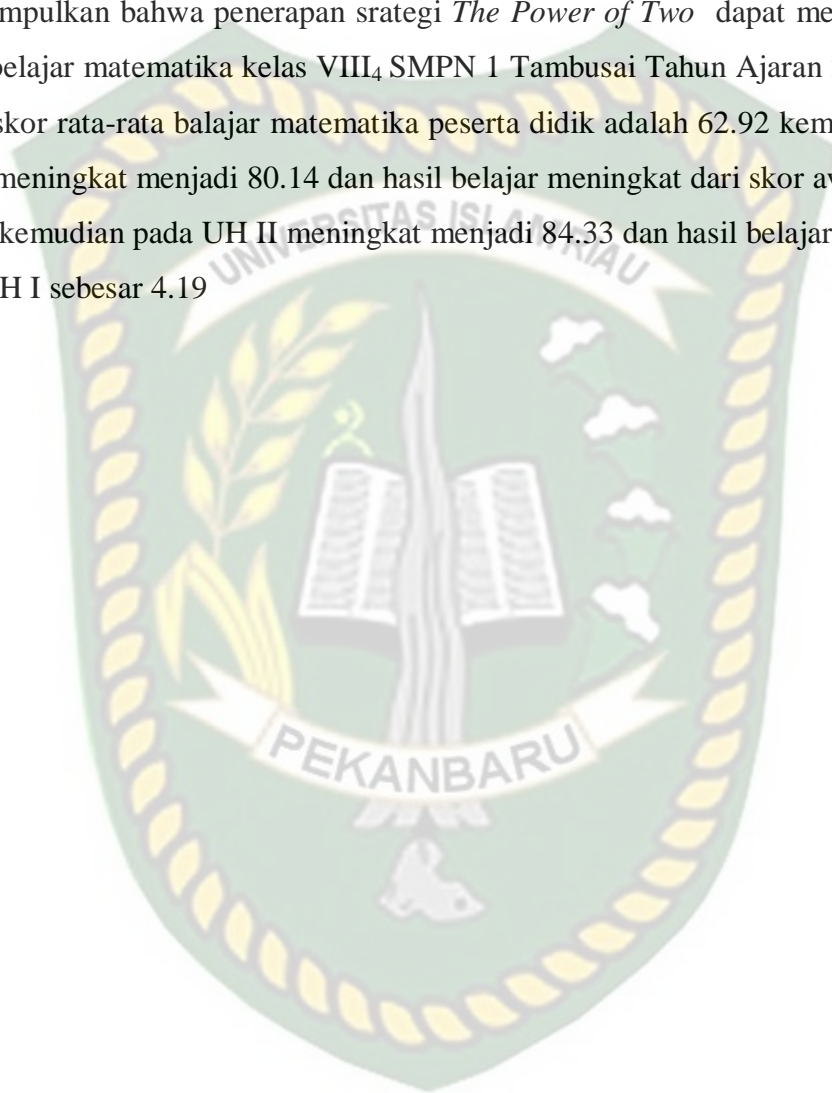 mpulkan bahwa penerapan srategi The Power of Two dapat me
belajar matematika kelas VIII4 SMPN 1 Tambusai Tahun Ajaran
skor rata-rata balajar matematika peserta didik adalah 62.92 kem
meningkat menjadi 80.14 dan hasil belajar meningkat dari skor aw
kemudian pada UH II meningkat menjadi 84.33 dan hasil belajar
H I sebesar 4.19
UNIVERSITAS ISLAM RIAU
PEKANBARU